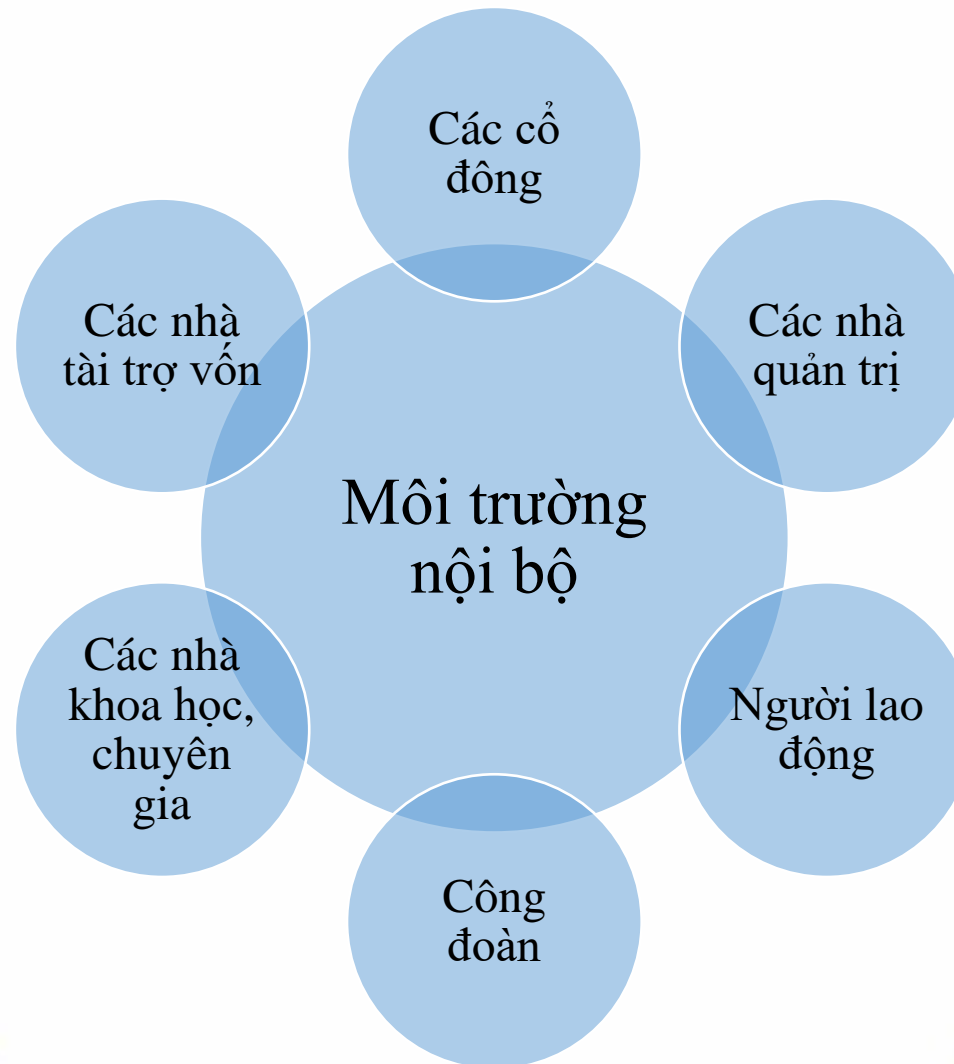 Các cổ
đông
Các nhà
tài trợ vốn
Các nhà
quản trị
Môi trường
nội bộ
Các nhà
khoa học,
chuyên
gia
Người lao
động
Công
đoàn